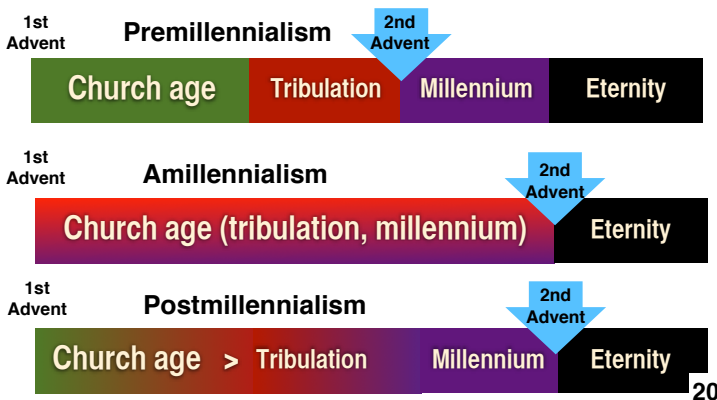 1st
Advent
Premillennialism
2nd
Advent
Church age
Tribulation
Millennium
Eternity
1st
Advent
Amillennialism
2nd
Advent
Church age (tribulation, millennium)
Eternity
1st
Advent
Postmillennialism
2nd
Advent
Church age > Tribulation
Millennium
Eternity
20